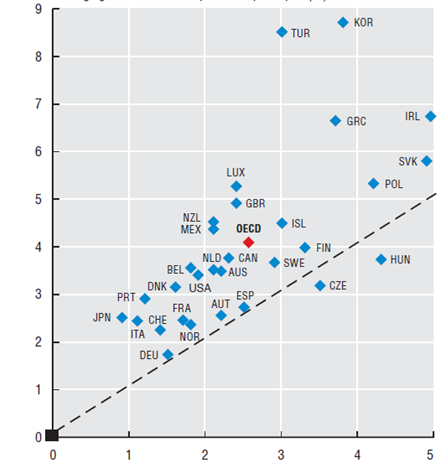 9
KOR
TUR
8
7
GRC
IRL
6
SVK
LUX
POL
5
GBR
NZL
MEX
OECD
ISL
4
FIN
NLD
CAN
SWE
HUN
BEL
AUS
3
DNK
USA
CZE
PRT
ESP
FRA
AUT
JPN
CHE
ITA
NOR
2
DEU
1
0
0
1
2
3
4
5